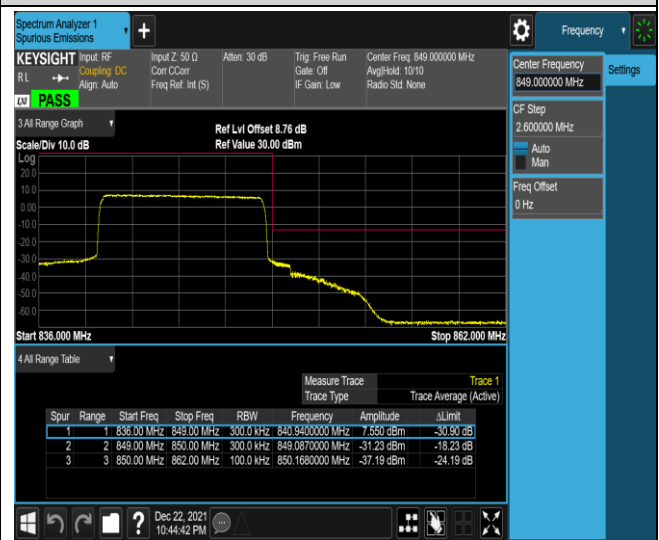 Spectrum Analyzer 1
Spurious Emissions
+
Frequency
KEYSIGHT Input: RF Input Z: 50 Ω Atten: 30 dB Trig: Free Run Center Freq: 849.000000 MHz
RL Coupling: DC Corr CCorr Gate: Off Avg|Hold: 10/10
Align: Auto Freq Ref: Int (S) IF Gain: Low Radio Std: None
LW PASS
Center Frequency
849.000000 MHz
Settings
CF Step
2.600000 MHz
Auto
Man
Freq Offset
0 Hz
3 All Range Graph
Ref Lvl Offset 8.76 dB
Scale/Div 10.0 dB Ref Value 30.00 dBm
Log
20.0
10.0
0.00
-10.0
-20.0
-30.0
-40.0
-50.0
-60.0
Start 836.000 MHz Stop 862.000 MHz
4 All Range Table
Measure Trace Trace 1
Trace Type Trace Average (Active)
Spur Range Start Freq Stop Freq RBW Frequency Amplitude ΔLimit
1 1 836.00 MHz 849.00 MHz 300.0 kHz 840.9400000 MHz 7.550 dBm -30.90 dB
2 2 849.00 MHz 850.00 MHz 300.0 kHz 849.0870000 MHz -31.23 dBm -18.23 dB
3 3 850.00 MHz 862.00 MHz 100.0 kHz 850.1680000 MHz -37.19 dBm -24.19 dB
? Dec 22, 2021
10:44:42 PM